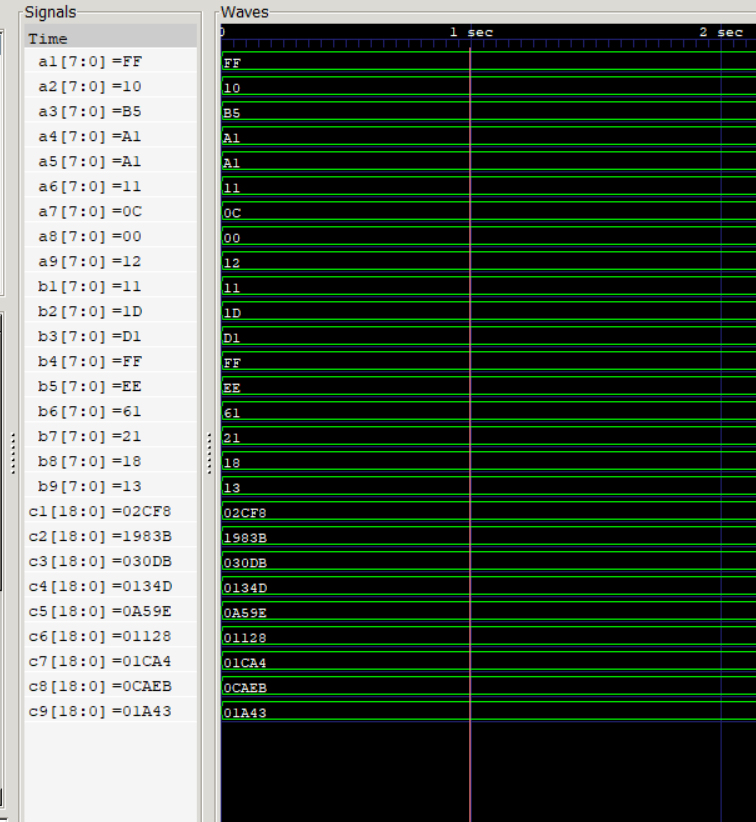 Signals
Waves
Time
0 1 sec 2 sec
a1[7:0] =FF
FF
a2[7:0] =10
10
a3[7:0] =B5
B5
a4[7:0] =A1
A1
a5[7:0] =A1
A1
a6[7:0] =11
11
a7[7:0] =0C
0C
a8[7:0] =00
00
a9[7:0] =12
12
b1[7:0] =11
11
b2[7:0] =1D
1D
b3[7:0] =D1
D1
b4[7:0] =FF
FF
b5[7:0] =EE
EE
b6[7:0] =61
61
b7[7:0] =21
21
b8[7:0] =18
18
b9[7:0] =13
13
c1[18:0] =02CF8
02CF8
c2[18:0] =1983B
1983B
c3[18:0] =030DB
030DB
c4[18:0] =0134D
0134D
c5[18:0] =0A59E
0A59E
c6[18:0] =01128
01128
c7[18:0] =01CA4
01CA4
c8[18:0] =0CAEB
0CAEB
c9[18:0] =01A43
01A43